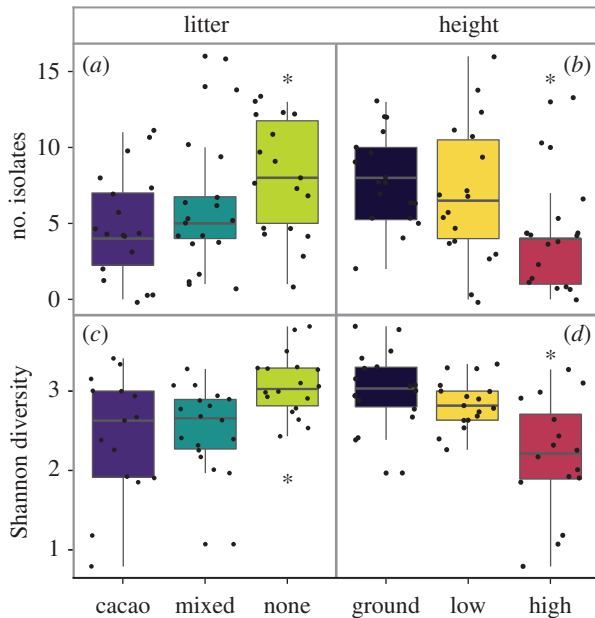 litter height
(a) (b)
* *
15
10
5
0
no. isolates
(c) (d)
*
3
2
1
*
Shannon diversity
cacao mixed none ground low high